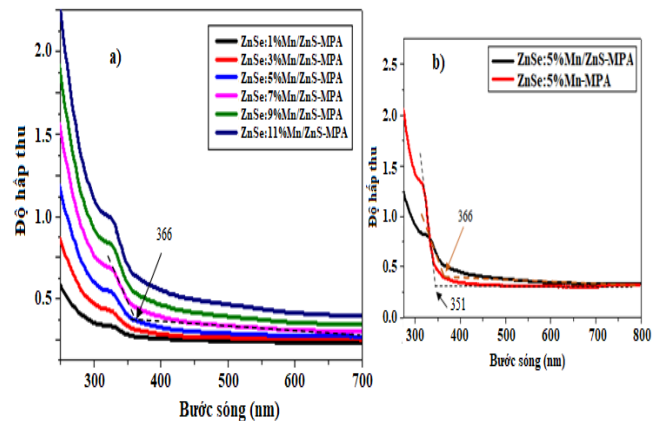 a)
ZnSe:1%Mn/ZnS-MPA
ZnSe:3%Mn/ZnS-MPA
ZnSe:5%Mn/ZnS-MPA
ZnSe:7%Mn/ZnS-MPA
ZnSe:9%Mn/ZnS-MPA
ZnSe:11%Mn/ZnS-MPA
2.0
1.5
1.0
0.5
Độ hấp thu
366
300 400 500 600 700
Bước sóng (nm)
b)
ZnSe:5%Mn/ZnS-MPA
ZnSe:5%Mn-MPA
2.5
2.0
1.5
1.0
0.5
0.0
Độ hấp thu
366
351
300 400 500 600 700 800
Bước sóng (nm)